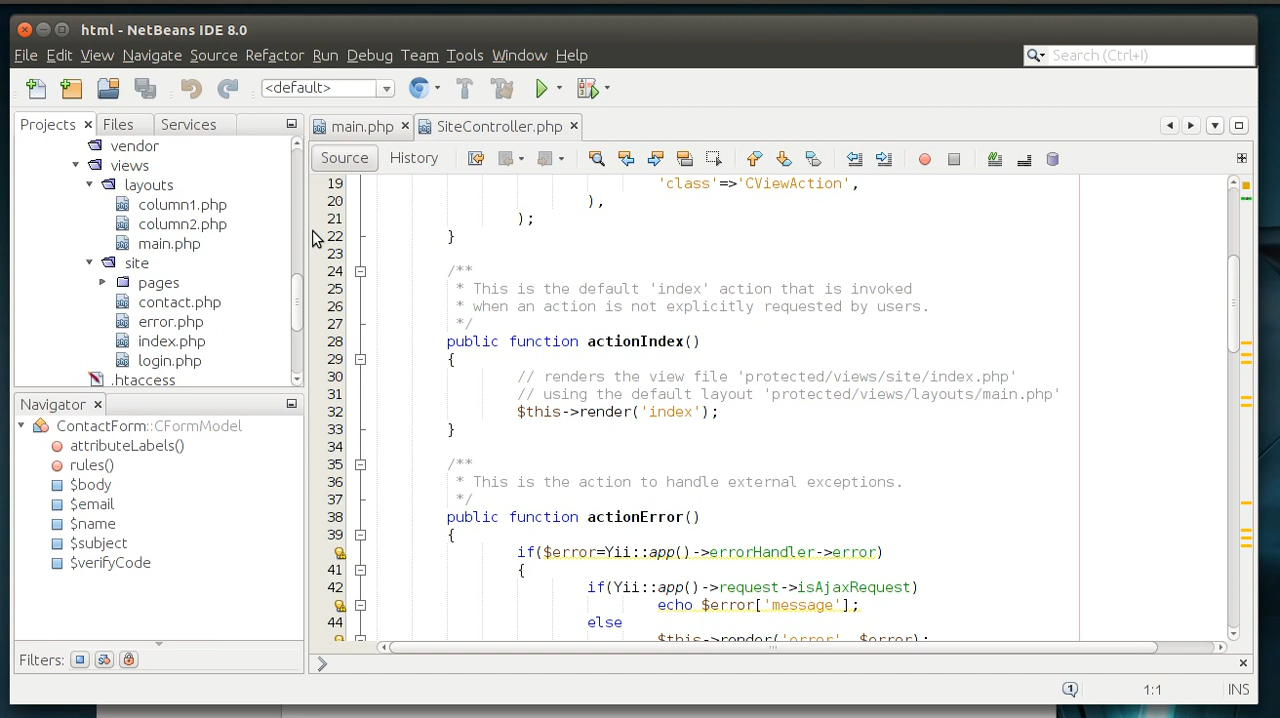 html - NetBeans IDE 8.0
File Edit View Navigate Source Refactor Run Debug Team Tools Window Help
Search (Ctrl+I)
<default>
Projects Files Services
vendor
views
layouts
column1.php
column2.php
main.php
site
pages
contact.php
error.php
index.php
login.php
.htaccess
Navigator
ContactForm::CFormModel
attributeLabels()
rules()
$body
$email
$name
$subject
$verifyCode
Filters:
main.php SiteController.php
Source History
19 'class'=>'CViewAction',
20 ),
21 );
22 }
23
24 /**
25 * This is the default 'index' action that is invoked
26 * when an action is not explicitly requested by users.
27 */
28 public function actionIndex()
29 {
30 // renders the view file 'protected/views/site/index.php'
31 // using the default layout 'protected/views/layouts/main.php'
32 $this->render('index');
33 }
34
35 /**
36 * This is the action to handle external exceptions.
37 */
38 public function actionError()
39 {
if($error=Yii::app()->errorHandler->error)
41 {
42 if(Yii::app()->request->isAjaxRequest)
echo $error['message'];
44 else
$this->render('error', $error);
1
1:1 INS